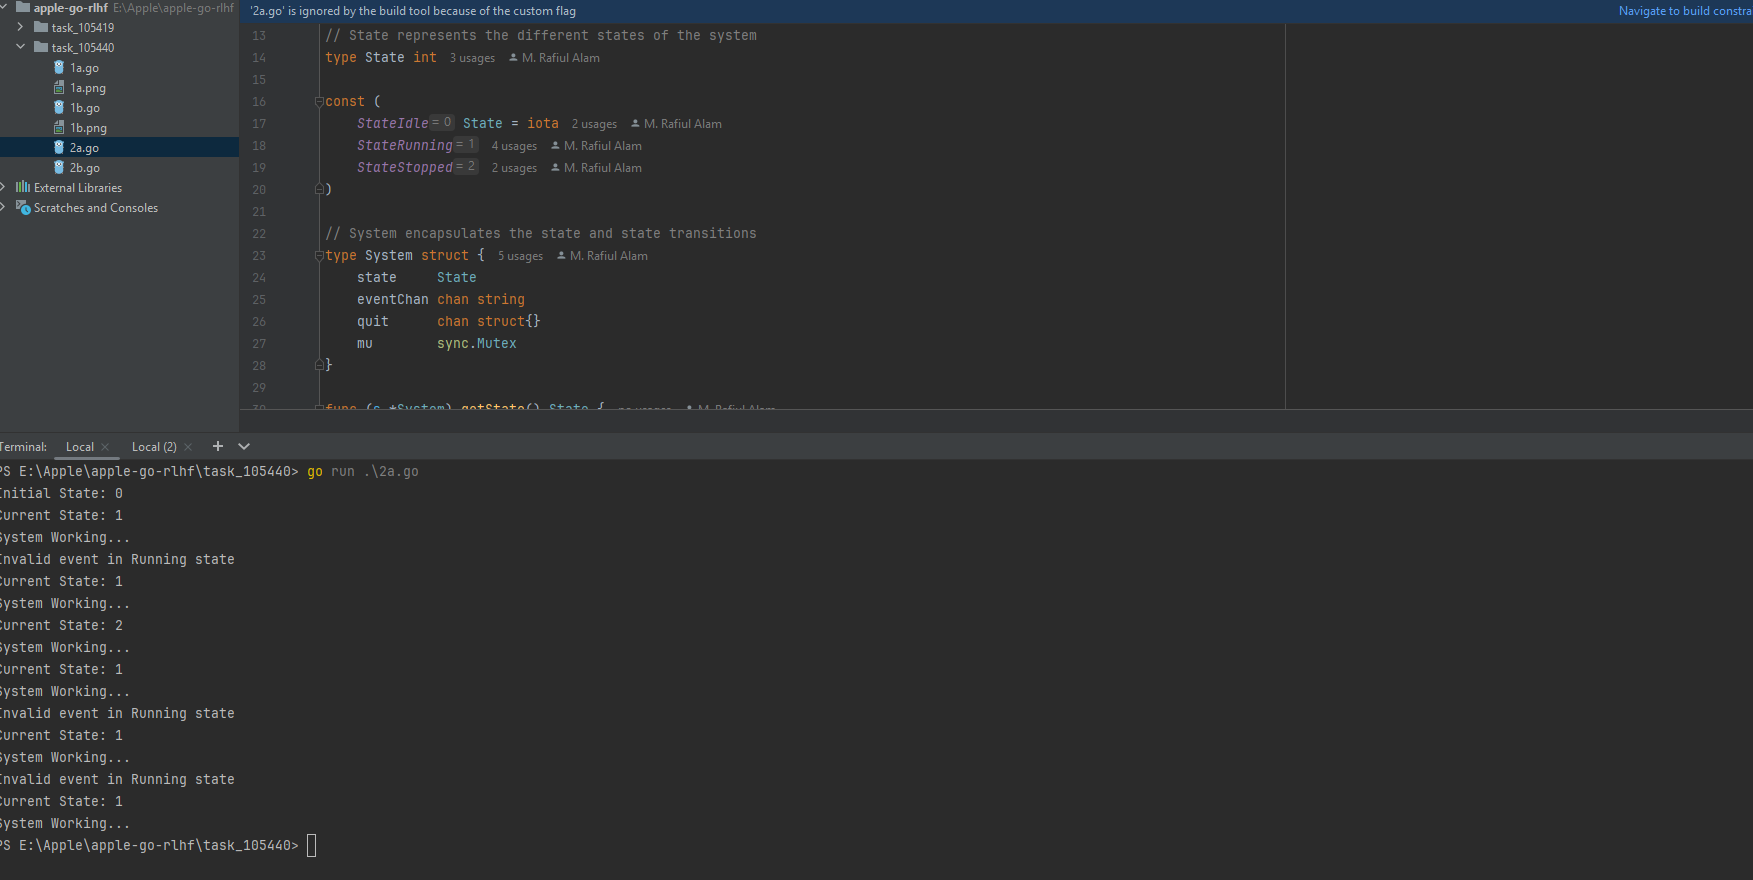 apple-go-rlhf E:\Apple\apple-go-rlhf
task_105419
task_105440
1a.go
1a.png
1b.go
1b.png
2a.go
2b.go
External Libraries
Scratches and Consoles
'2a.go' is ignored by the build tool because of the custom flag
Navigate to build constra
13 // State represents the different states of the system
14 type State int 3 usages M. Rafiul Alam
15
16 const (
17 StateIdle = 0 State = iota 2 usages M. Rafiul Alam
18 StateRunning = 1 4 usages M. Rafiul Alam
19 StateStopped = 2 2 usages M. Rafiul Alam
20 )
21
22 // System encapsulates the state and state transitions
23 type System struct { 5 usages M. Rafiul Alam
24 state State
25 eventChan chan string
26 quit chan struct{}
27 mu sync.Mutex
28 }
29
30 func (s *System) getState() State { no usages M. Rafiul Alam
Terminal: Local Local (2)
PS E:\Apple\apple-go-rlhf\task_105440> go run .\2a.go
Initial State: 0
Current State: 1
System Working...
Invalid event in Running state
Current State: 1
System Working...
Current State: 2
System Working...
Current State: 1
System Working...
Invalid event in Running state
Current State: 1
System Working...
Invalid event in Running state
Current State: 1
System Working...
PS E:\Apple\apple-go-rlhf\task_105440>